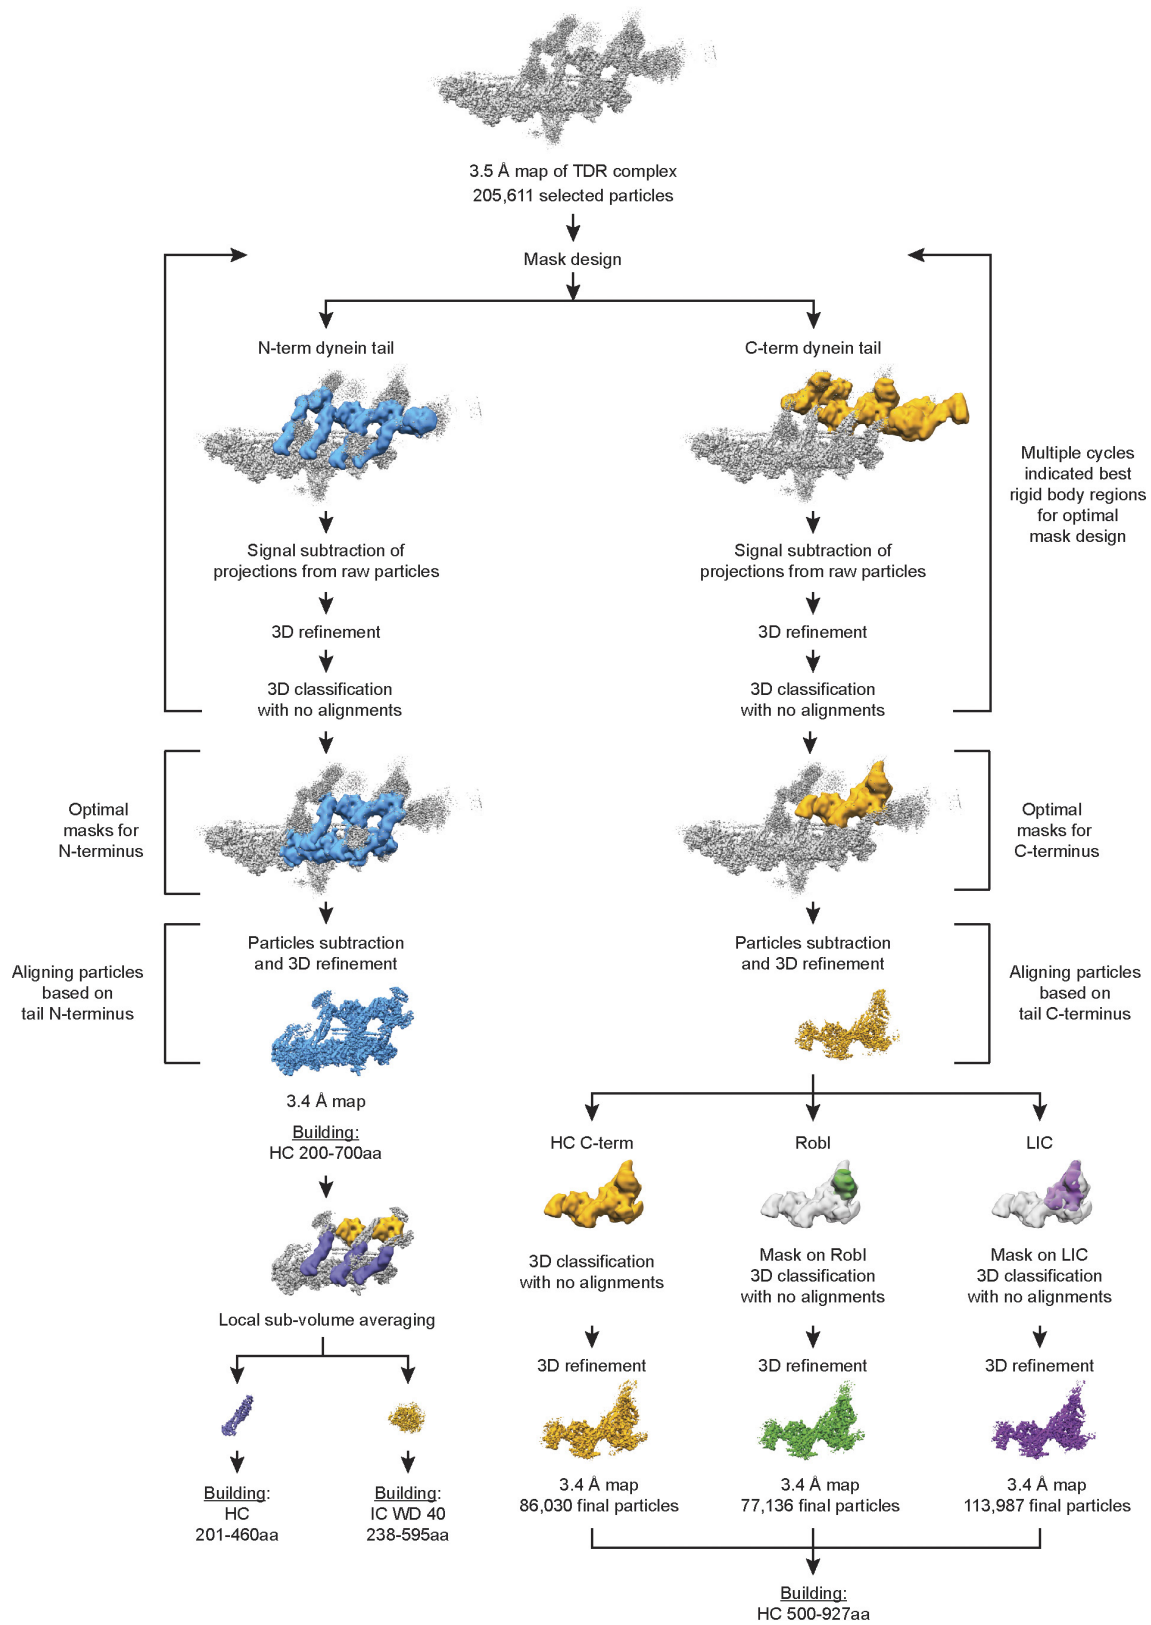 3.5 Å map of TDR complex
205,611 selected particles
Mask design
N-term dynein tail
C-term dynein tail
Multiple cycles
indicated best
rigid body regions
for optimal
mask design
Signal subtraction of
projections from raw particles
Signal subtraction of
projections from raw particles
3D refinement
3D refinement
3D classification
with no alignments
3D classification
with no alignments
Optimal
masks for
N-terminus
Optimal
masks for
C-terminus
Aligning particles
based on
tail N-terminus
Particles subtraction
and 3D refinement
Particles subtraction
and 3D refinement
Aligning particles
based on
tail C-terminus
3.4 Å map
Building:
HC 200-700aa
HC C-term
Robl
LIC
3D classification
with no alignments
Mask on Robl
3D classification
with no alignments
Mask on LIC
3D classification
with no alignments
Local sub-volume averaging
3D refinement
3D refinement
3D refinement
Building:
HC
201-460aa
Building:
IC WD 40
238-595aa
3.4 Å map
86,030 final particles
3.4 Å map
77,136 final particles
3.4 Å map
113,987 final particles
Building:
HC 500-927aa